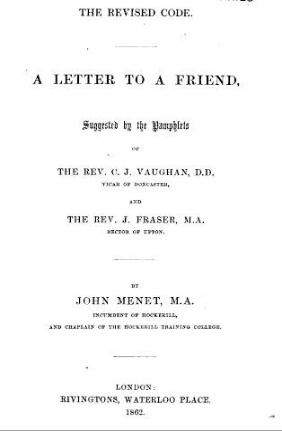 THE REVISED CODE.
A LETTER TO A FRIEND,
Suggested by the Pamphlets
OF
THE REV. C. J. VAUGHAN, D.D.
VICAR OF DONCASTER,
AND
THE REV. J. FRASER, M.A.
RECTOR OF UFTON.
BY
JOHN MENET, M.A.
INCUMBENT OF HOCKERILL,
AND CHAPLAIN OF THE HOCKERILL TRAINING COLLEGE.
LONDON:
RIVINGTONS, WATERLOO PLACE.
1862.